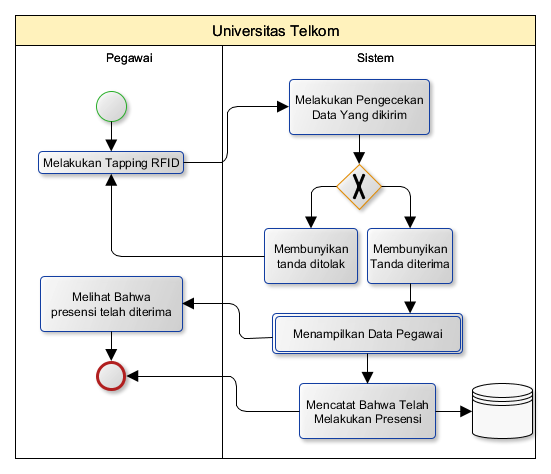 Universitas Telkom
Pegawai
Sistem
Melakukan Pengecekan
Data Yang dikirim
Melakukan Tapping RFID
Membunyikan
tanda ditolak
Membunyikan
Tanda diterima
Melihat Bahwa
presensi telah diterima
Menampilkan Data Pegawai
Mencatat Bahwa Telah
Melakukan Presensi